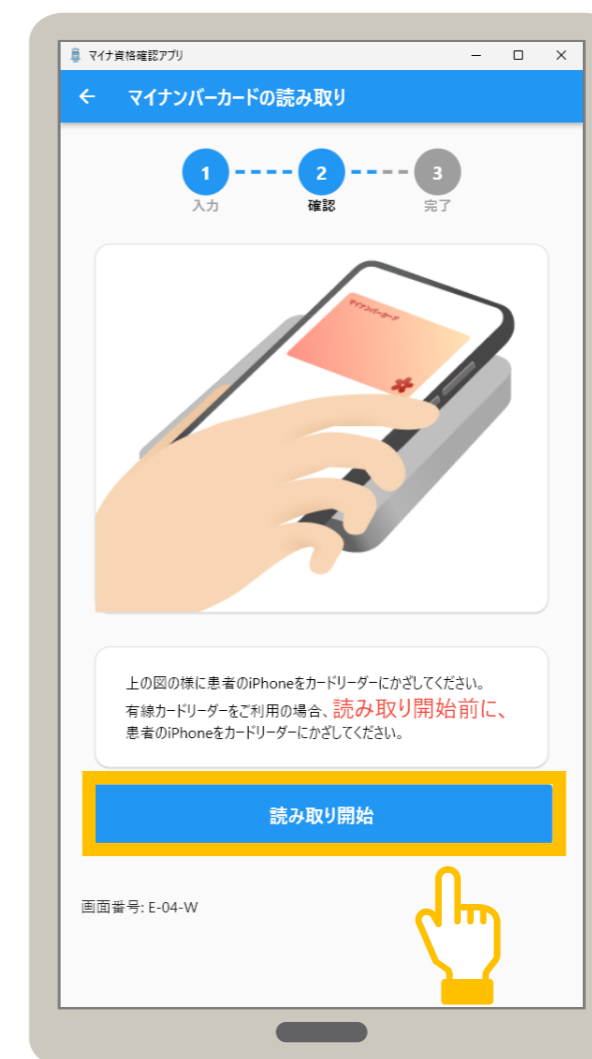 マイナ資格確認アプリ
マイナンバーカードの読み取り
1 2 3
入力 確認 完了
マイナンバーカード
上の図の様に患者のiPhoneをカードリーダーにかざしてください。
有線カードリーダーをご利用の場合、読み取り開始前に、
患者のiPhoneをカードリーダーにかざしてください。
読み取り開始
画面番号: E-04-W